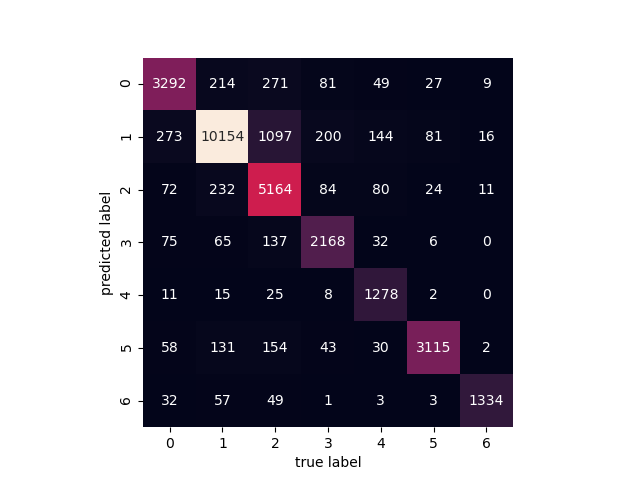 0 3292 214 271 81 49 27 9
1 273 10154 1097 200 144 81 16
2 72 232 5164 84 80 24 11
3 75 65 137 2168 32 6 0
4 11 15 25 8 1278 2 0
5 58 131 154 43 30 3115 2
6 32 57 49 1 3 3 1334
0 1 2 3 4 5 6
true label
predicted label